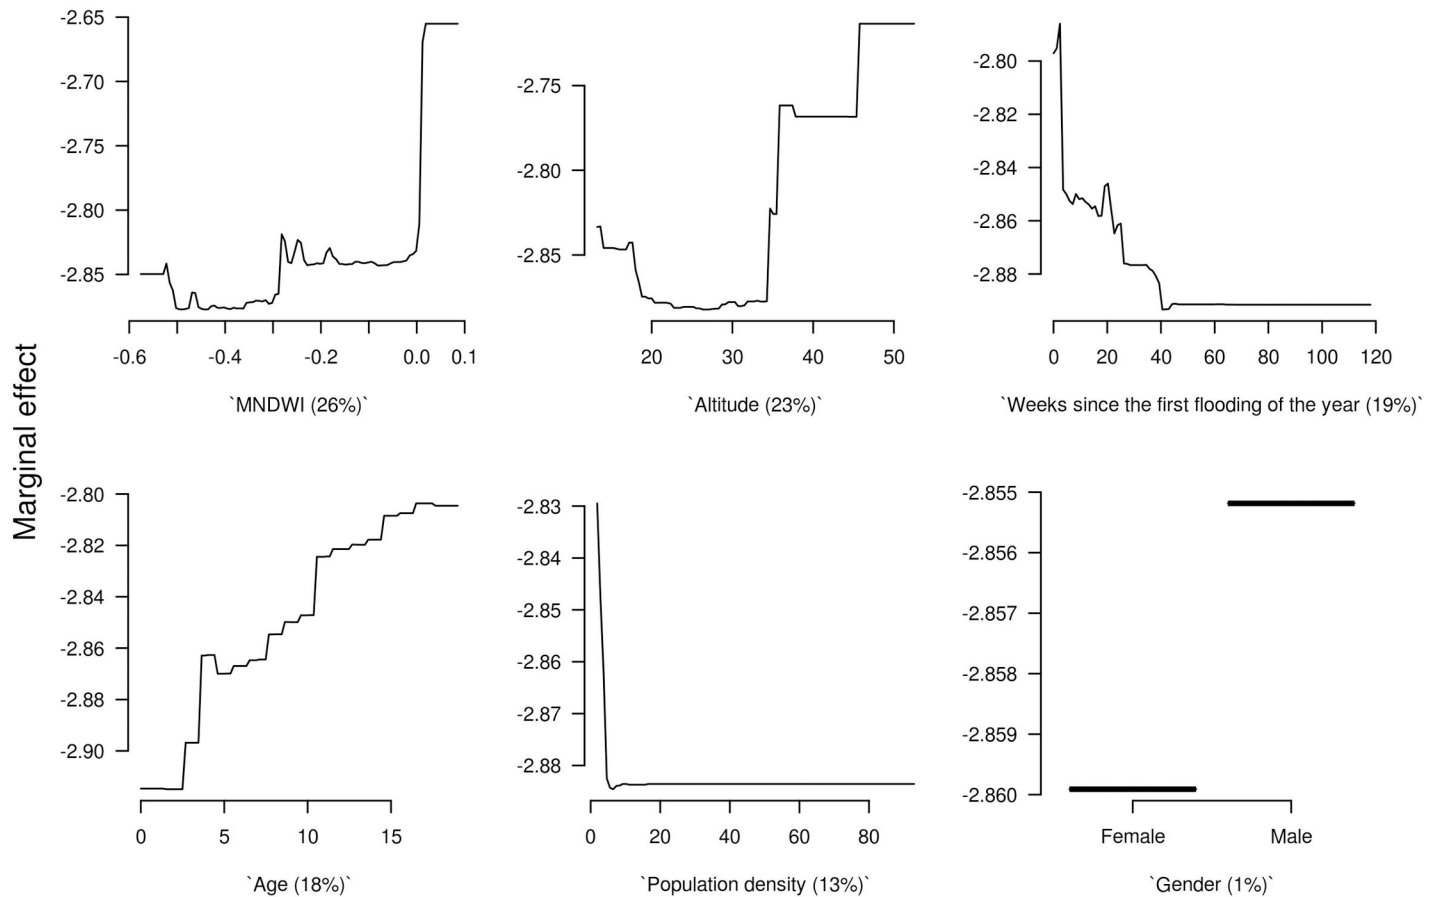 Marginal effect
-2.65
-2.70
-2.75
-2.80
-2.85
-0.6 -0.4 -0.2 0.0 0.1
`MNDWI (26%)`
-2.75
-2.80
-2.85
20 30 40 50
`Altitude (23%)`
-2.80
-2.82
-2.84
-2.86
-2.88
0 20 40 60 80 100 120
`Weeks since the first flooding of the year (19%)`
-2.80
-2.82
-2.84
-2.86
-2.88
-2.90
0 5 10 15
`Age (18%)`
-2.83
-2.84
-2.85
-2.86
-2.87
-2.88
0 20 40 60 80
`Population density (13%)`
-2.855
-2.856
-2.857
-2.858
-2.859
-2.860
Female Male
`Gender (1%)`